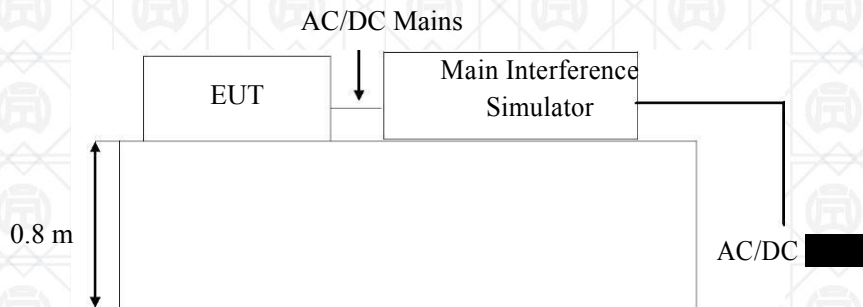 AC/DC Mains
EUT
Main Interference
Simulator
0.8 m
AC/DC